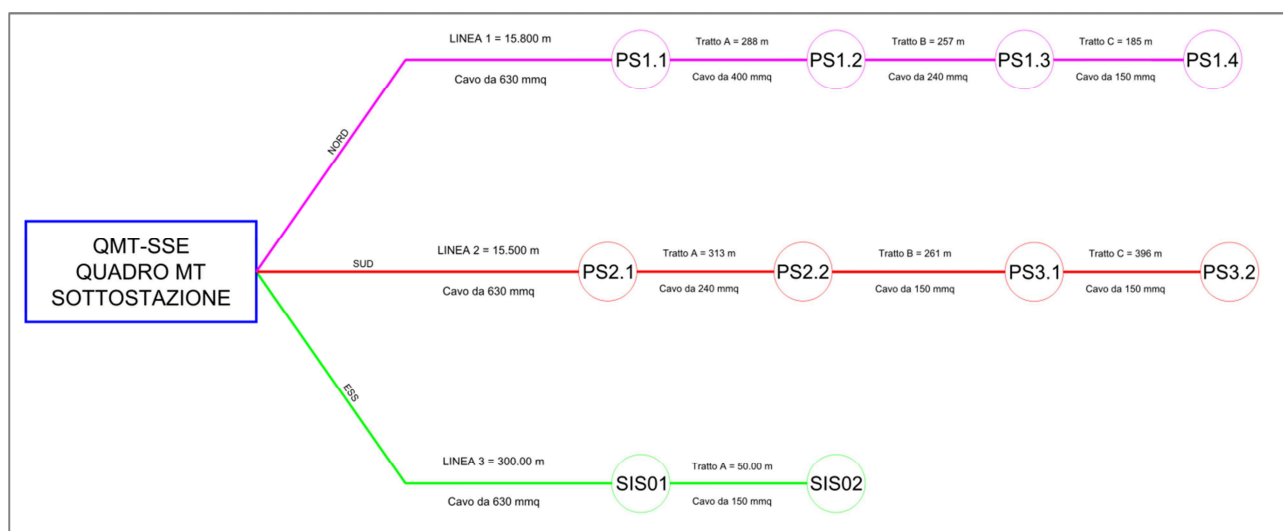 LINEA 1 = 15.800 m
Cavo da 630 mmq
NORD
PS1.1
Tratto A = 288 m
Cavo da 400 mmq
PS1.2
Tratto B = 257 m
Cavo da 240 mmq
PS1.3
Tratto C = 185 m
Cavo da 150 mmq
PS1.4
QMT-SSE
QUADRO MT
SOTTOSTAZIONE
SUD
LINEA 2 = 15.500 m
Cavo da 630 mmq
PS2.1
Tratto A = 313 m
Cavo da 240 mmq
PS2.2
Tratto B = 261 m
Cavo da 150 mmq
PS3.1
Tratto C = 396 m
Cavo da 150 mmq
PS3.2
ESS
LINEA 3 = 300.00 m
Cavo da 630 mmq
SIS01
Tratto A = 50.00 m
Cavo da 150 mmq
SIS02